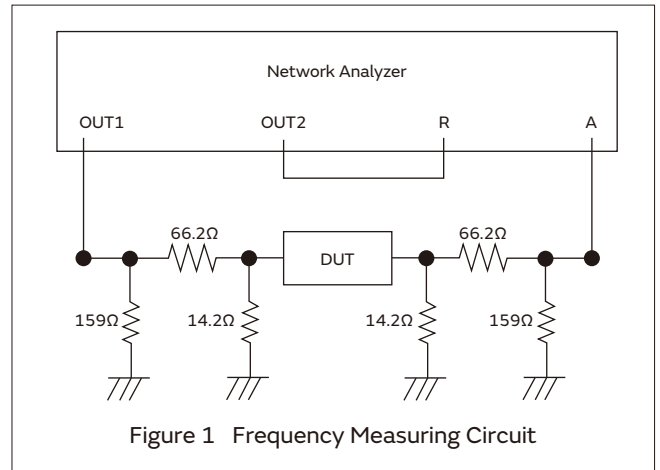 Network Analyzer
OUT1 OUT2 R A
66.2Ω 66.2Ω
DUT
159Ω 14.2Ω 14.2Ω 159Ω
Figure 1 Frequency Measuring Circuit